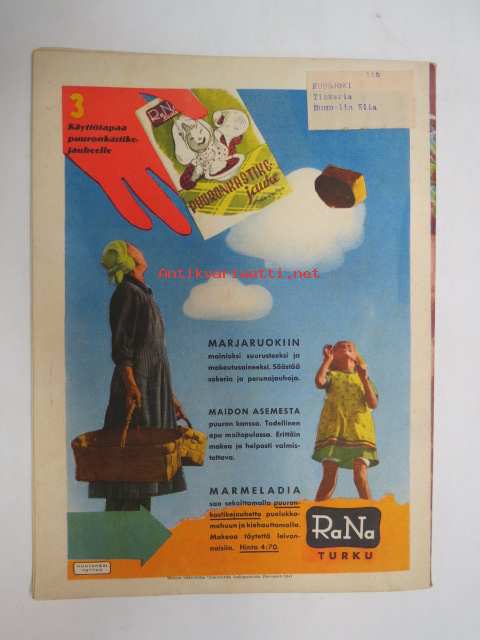 3
Käyttötapaa
puuronkastike-
jauheelle
RaNa
PUURONKASTIKE-
jauhe
115
Tinkeria
Antikvariaatti.net
MARJARUOKIIN
mainioksi suurusteeksi ja
makeutusaineeksi. Säästää
sokeria ja perunajauhoja.
MAIDON ASEMESTA
puuron kanssa. Todellinen
apu maitopulassa. Erittäin
makea ja helposti valmis-
tettava.
MARMELADIA
saa sekoittamalla puuron-
kastikejauhetta puolukka-
mehuun ja kiehauttamalla.
Makeaa täytettä leivon-
naisiin. Hinta 4:70.
RaNa
TURKU